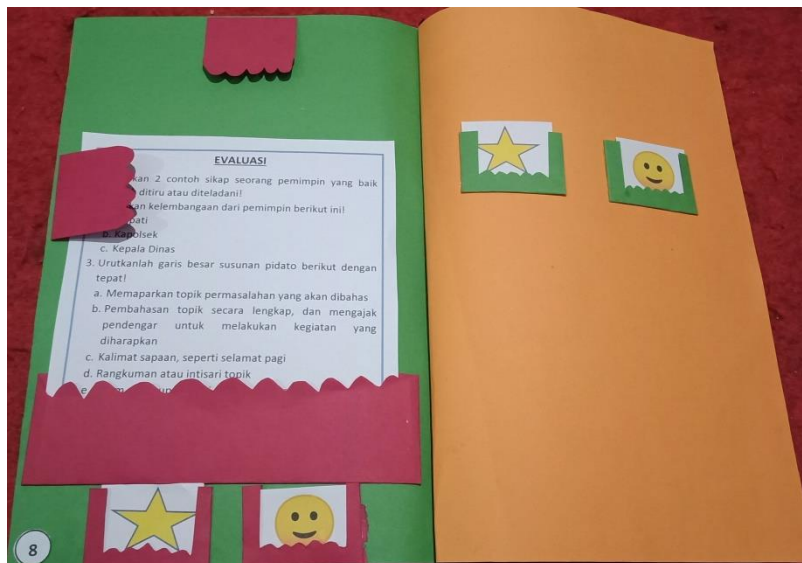 EVALUASI
kan 2 contoh sikap seorang pemimpin yang baik
ditiru atau diteladani!
kan kelembangaan dari pemimpin berikut ini!
pati
b. Kapolsek
c. Kepala Dinas
3. Urutkanlah garis besar susunan pidato berikut dengan
tepat!
a. Memaparkan topik permasalahan yang akan dibahas
b. Pembahasan topik secara lengkap, dan mengajak
pendengar untuk melakukan kegiatan yang
diharapkan
c. Kalimat sapaan, seperti selamat pagi
d. Rangkuman atau intisari topik
8